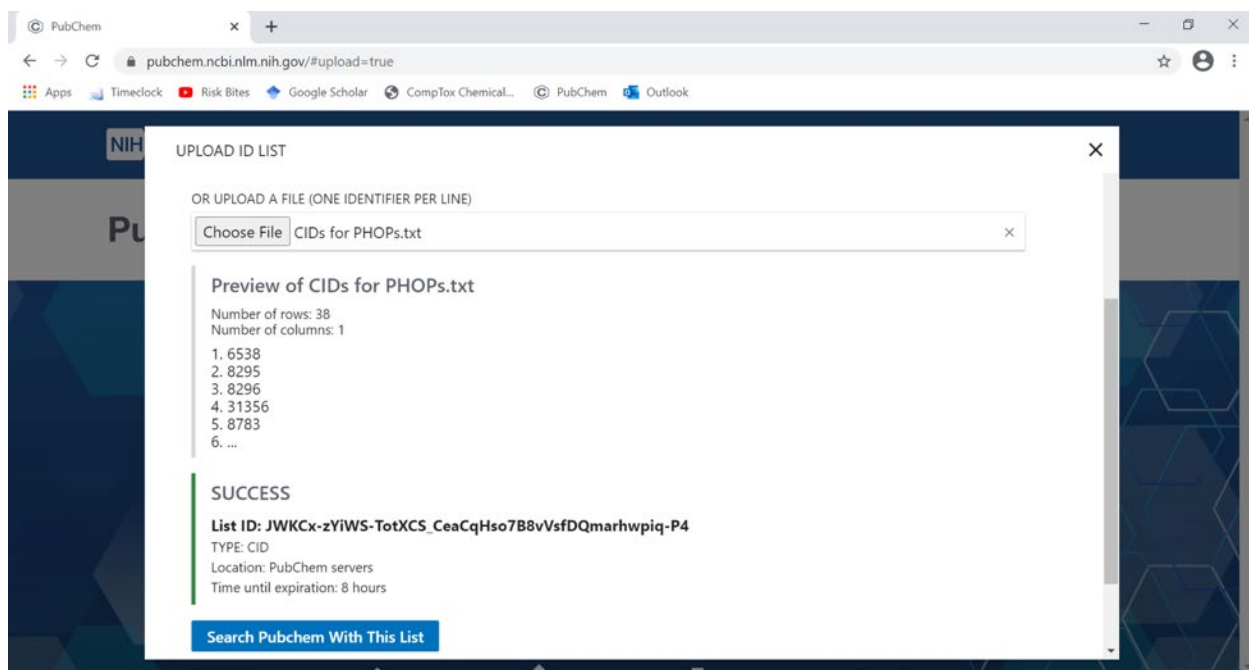 PubChem
pubchem.ncbi.nlm.nih.gov/#upload=true
Apps Timeclock Risk Bites Google Scholar CompTox Chemical... PubChem Outlook
NIH
UPLOAD ID LIST
OR UPLOAD A FILE (ONE IDENTIFIER PER LINE)
Pu
Choose File CIDs for PHOPs.txt
Preview of CIDs for PHOPs.txt
Number of rows: 38
Number of columns: 1
1. 6538
2. 8295
3. 8296
4. 31356
5. 8783
6. ...
SUCCESS
List ID: JWKCx-zYiWS-TotXCS_CeaCqHso7B8vVsfDQmarhwpiq-P4
TYPE: CID
Location: PubChem servers
Time until expiration: 8 hours
Search Pubchem With This List